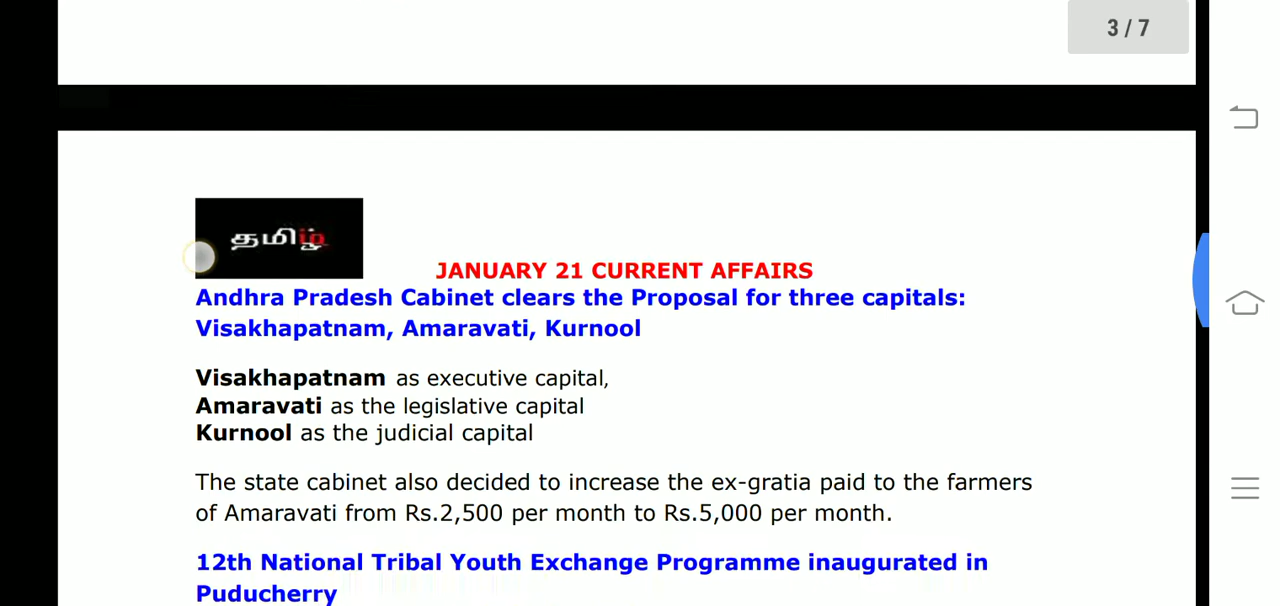 3 / 7
தமிழ்
JANUARY 21 CURRENT AFFAIRS
Andhra Pradesh Cabinet clears the Proposal for three capitals:
Visakhapatnam, Amaravati, Kurnool
Visakhapatnam as executive capital,
Amaravati as the legislative capital
Kurnool as the judicial capital
The state cabinet also decided to increase the ex-gratia paid to the farmers
of Amaravati from Rs.2,500 per month to Rs.5,000 per month.
12th National Tribal Youth Exchange Programme inaugurated in
Puducherry